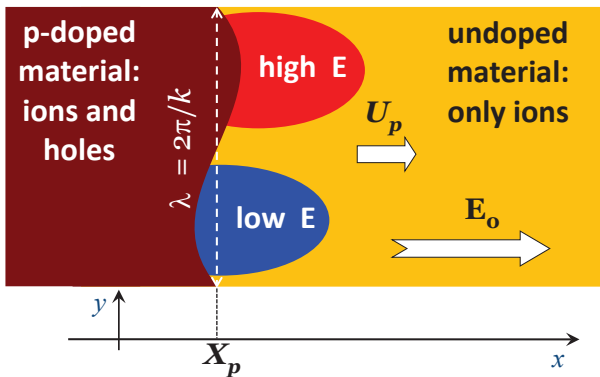 p-doped
material:
ions and
holes
λ = 2π/k
high E
low E
undoped
material:
only ions
U_p
E_o
y
X_p
x